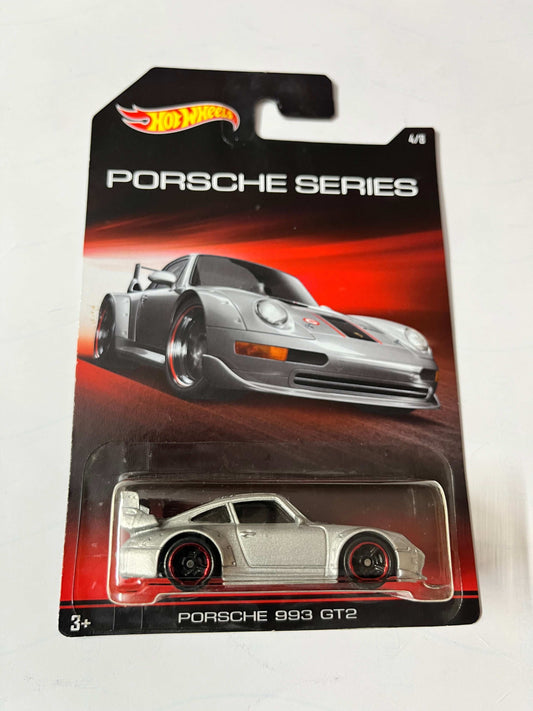 HOT WHEELS
4/8
PORSCHE SERIES
PORSCHE 993 GT2
3+